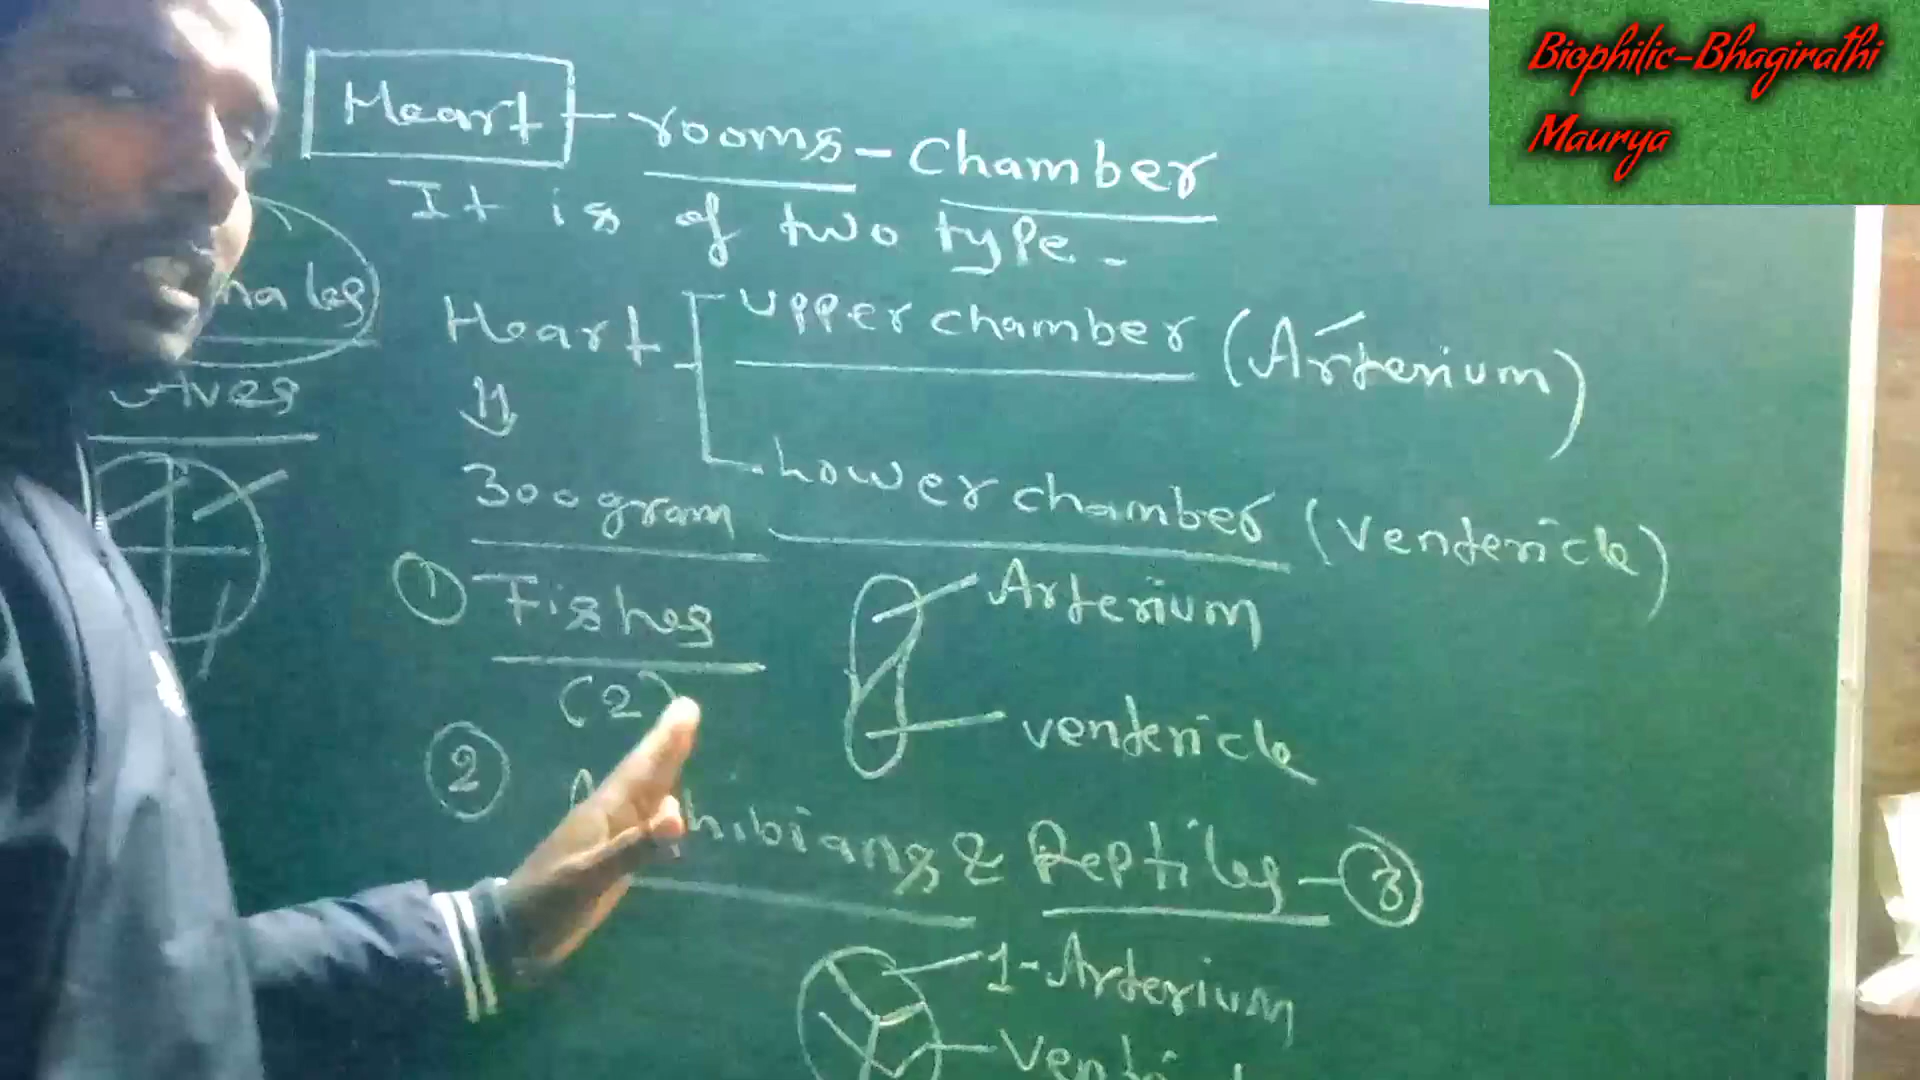 Biophilic-Bhagirathi
Maurya
Heart - rooms - Chamber
It is of two type -
Heart
upper chamber (Arterium)
Lower chamber (Ventericle)
300 gram
Aves
① Fishes
(2)
Arterium
ventericle
② & Reptiles - ③
1 - Arterium